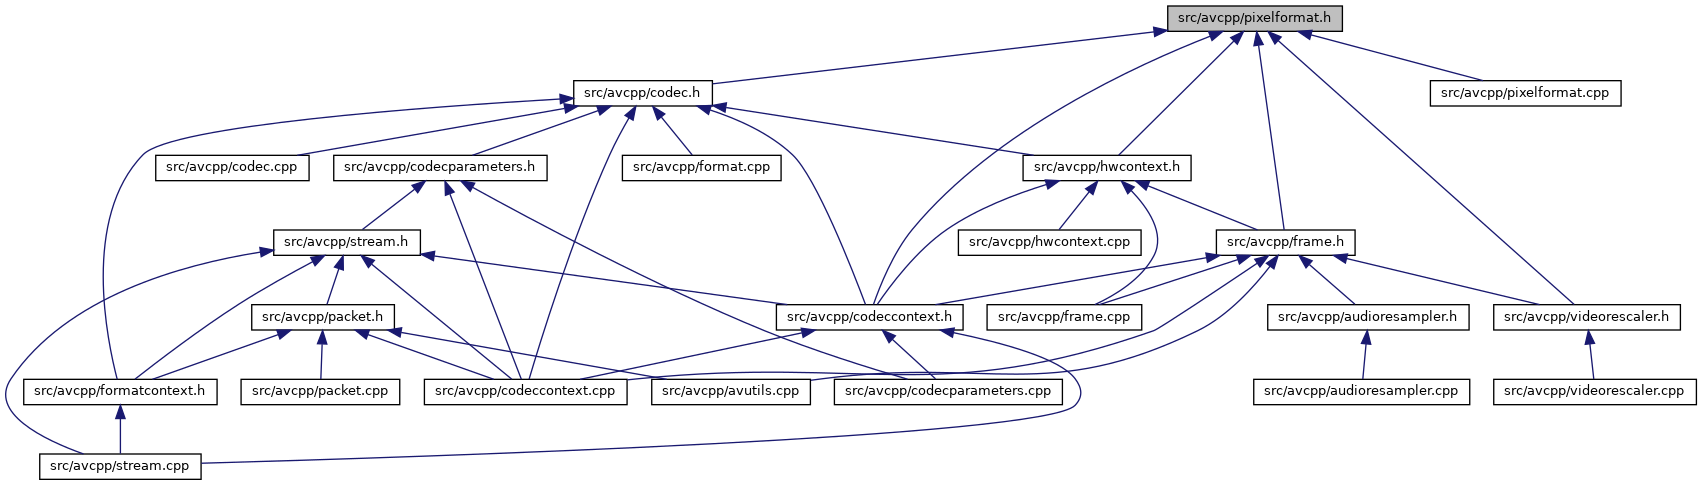 src/avcpp/pixelformat.h
src/avcpp/codec.h
src/avcpp/pixelformat.cpp
src/avcpp/codec.cpp
src/avcpp/codecparameters.h
src/avcpp/format.cpp
src/avcpp/hwcontext.h
src/avcpp/stream.h
src/avcpp/hwcontext.cpp
src/avcpp/frame.h
src/avcpp/packet.h
src/avcpp/codeccontext.h
src/avcpp/frame.cpp
src/avcpp/audioresampler.h
src/avcpp/videorescaler.h
src/avcpp/formatcontext.h
src/avcpp/packet.cpp
src/avcpp/codeccontext.cpp
src/avcpp/avutils.cpp
src/avcpp/codecparameters.cpp
src/avcpp/audioresampler.cpp
src/avcpp/videorescaler.cpp
src/avcpp/stream.cpp